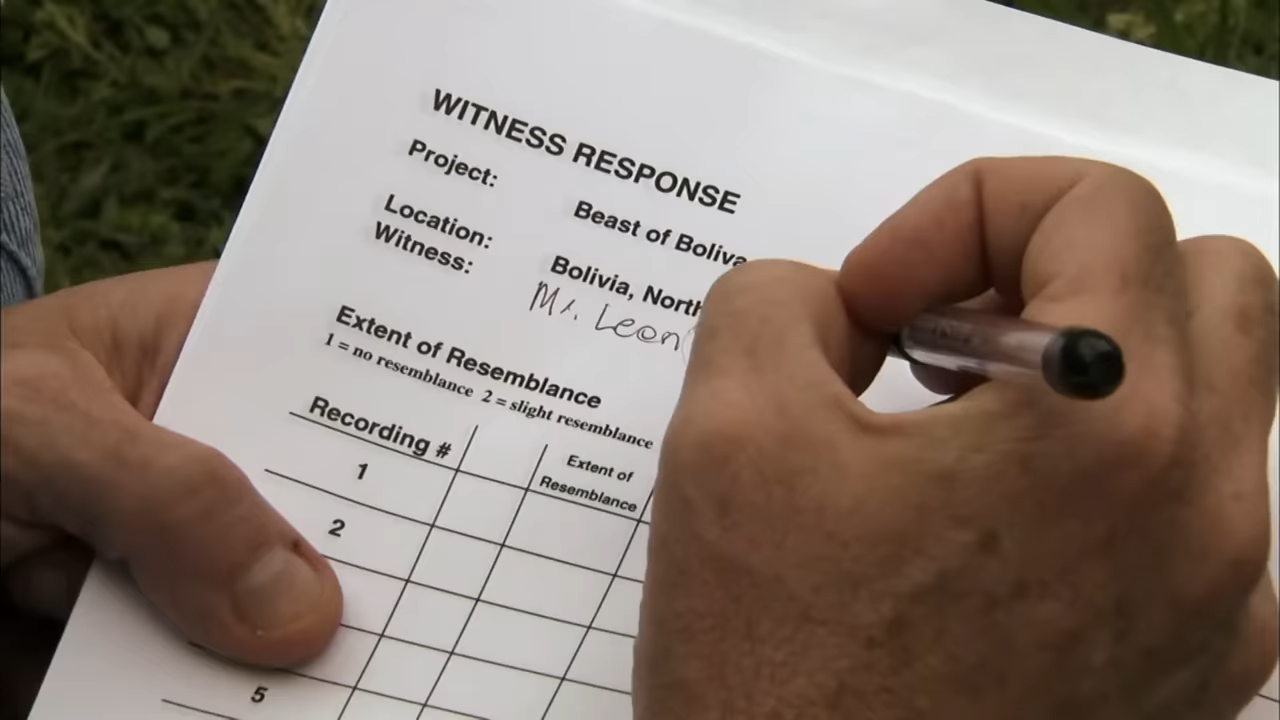 WITNESS RESPONSE
Project: Beast of Boliva
Location: Bolivia, North
Witness: Mr. Leon
Extent of Resemblance
1 = no resemblance 2 = slight resemblance
Recording # Extent of Resemblance
1
2
5